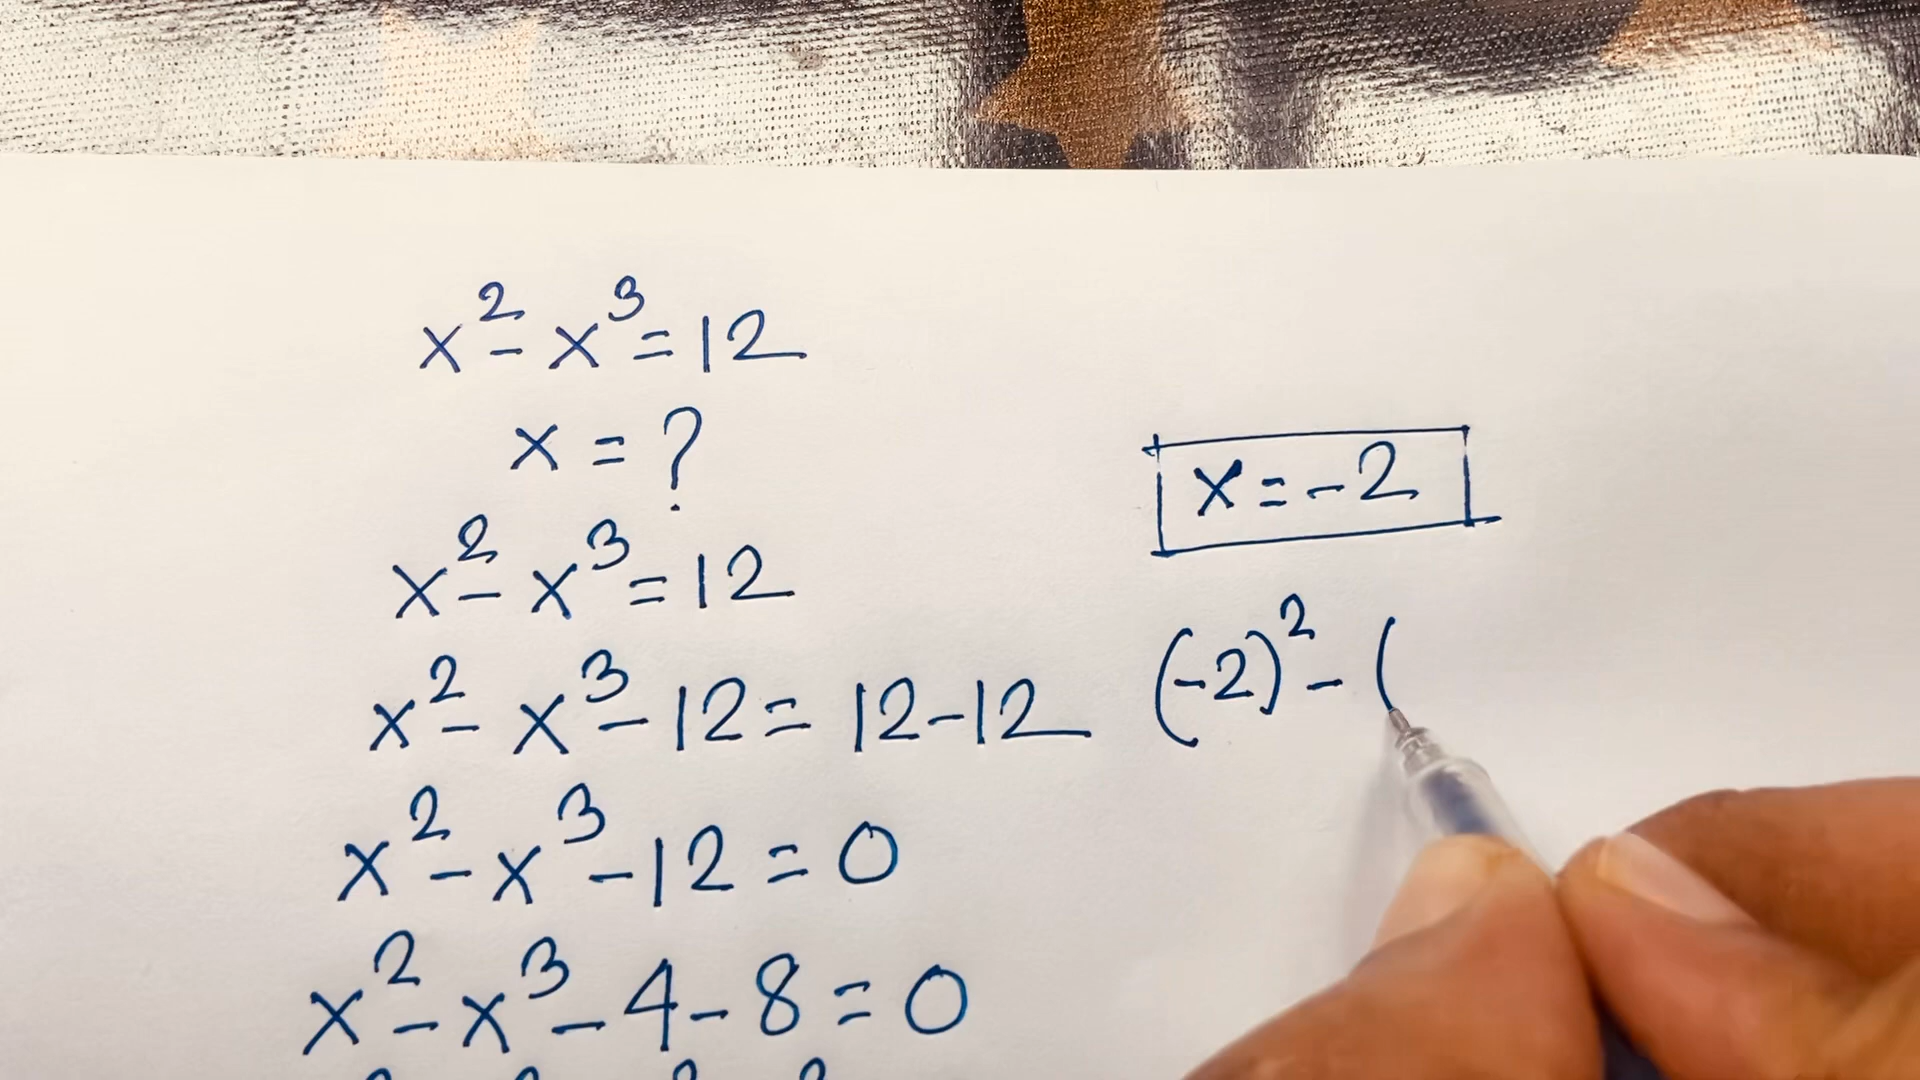 x² - x³ = 12
x = ?
x² - x³ = 12
x² - x³ - 12 = 12 - 12
x² - x³ - 12 = 0
x² - x³ - 4 - 8 = 0
x = -2
(-2)² - (